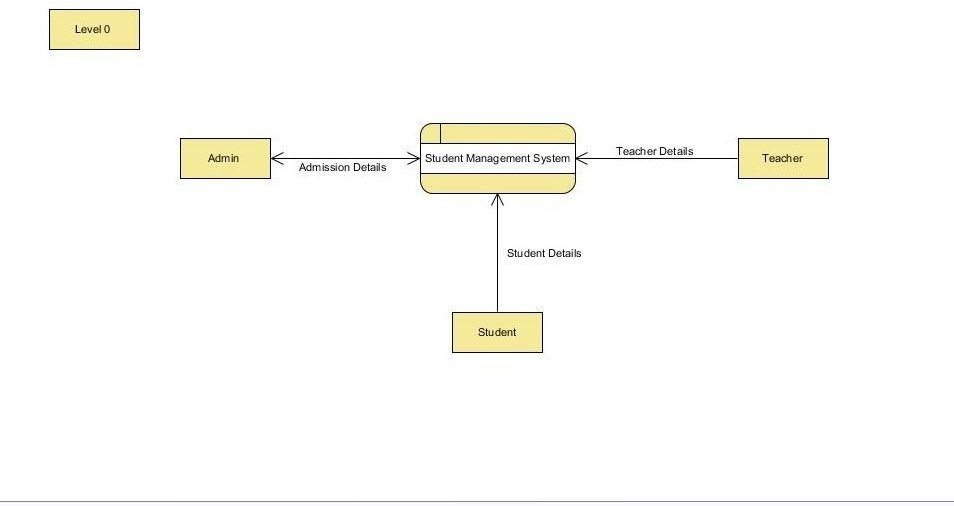 Level 0
Admin
Admission Details
Student Management System
Teacher Details
Teacher
Student Details
Student